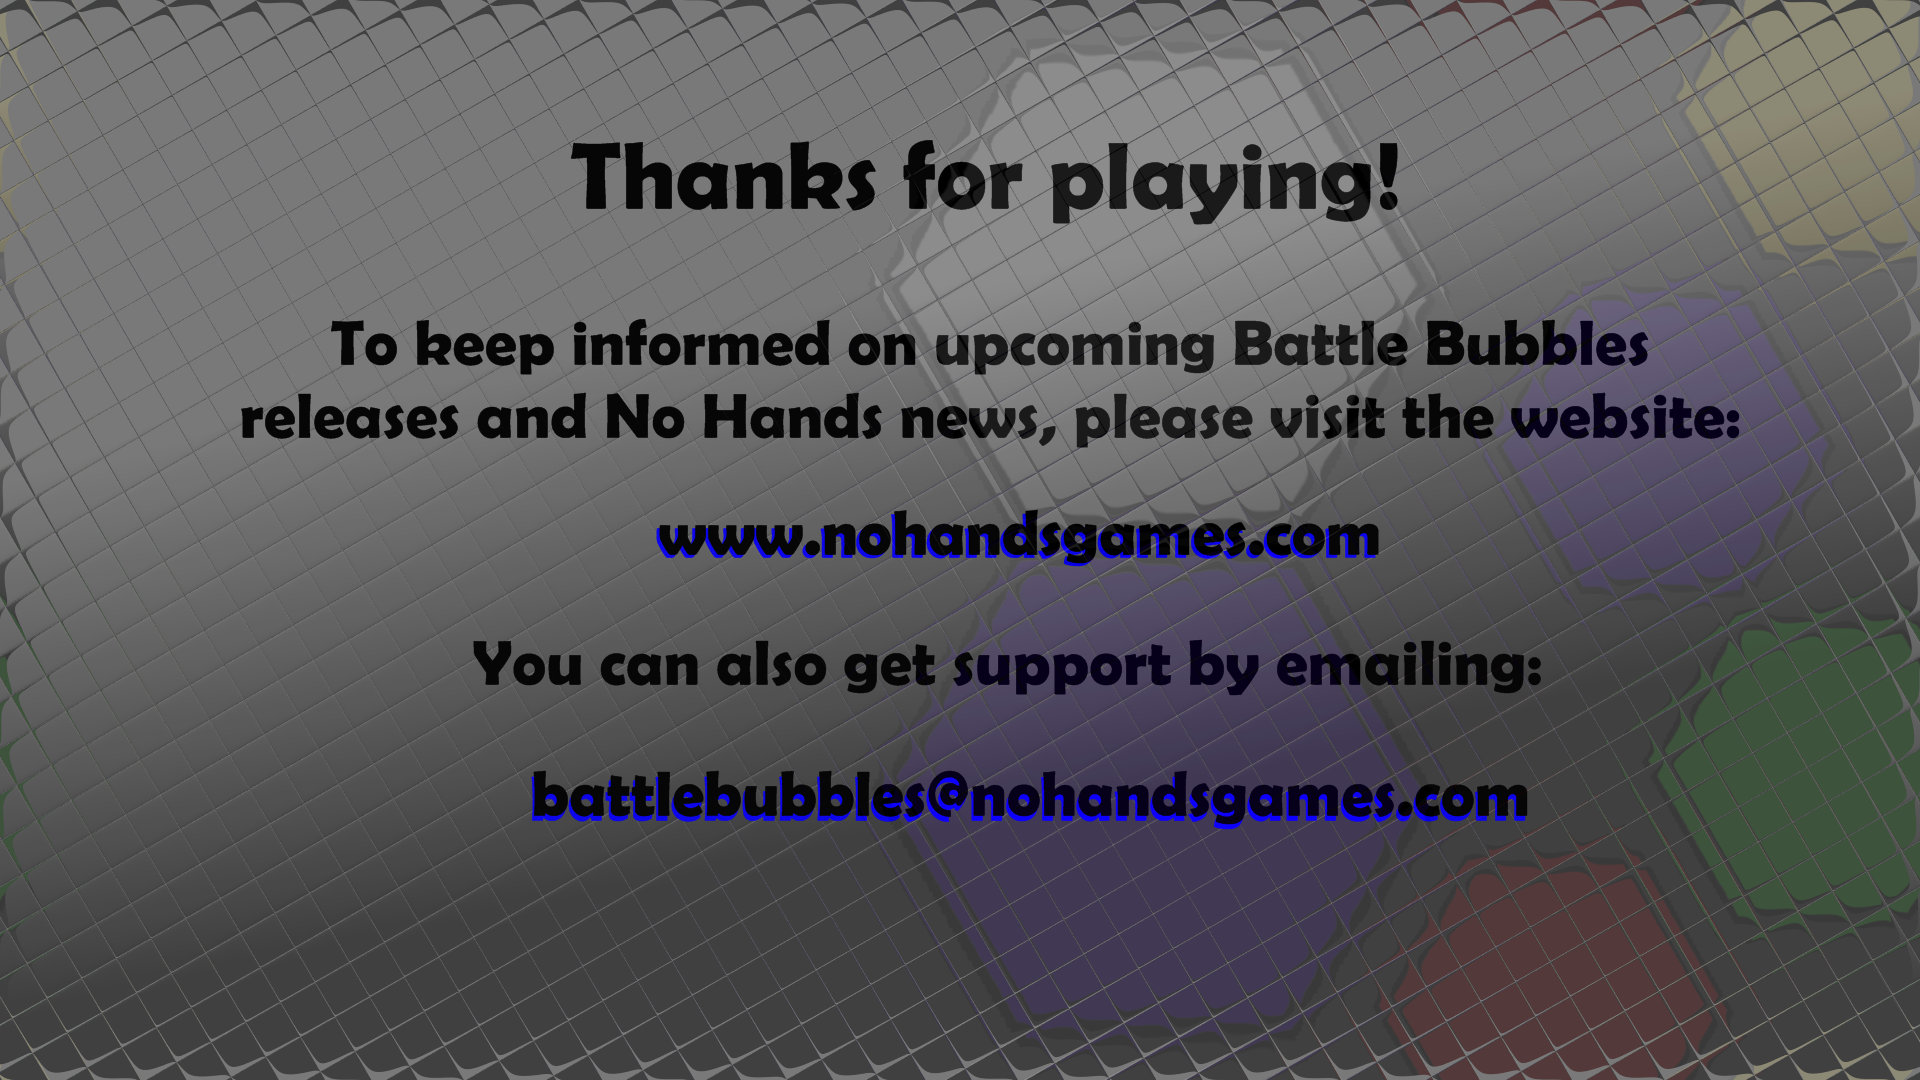 Thanks for playing!
To keep informed on upcoming Battle Bubbles
releases and No Hands news, please visit the website:
www.nohandsgames.com
You can also get support by emailing:
battlebubbles@nohandsgames.com